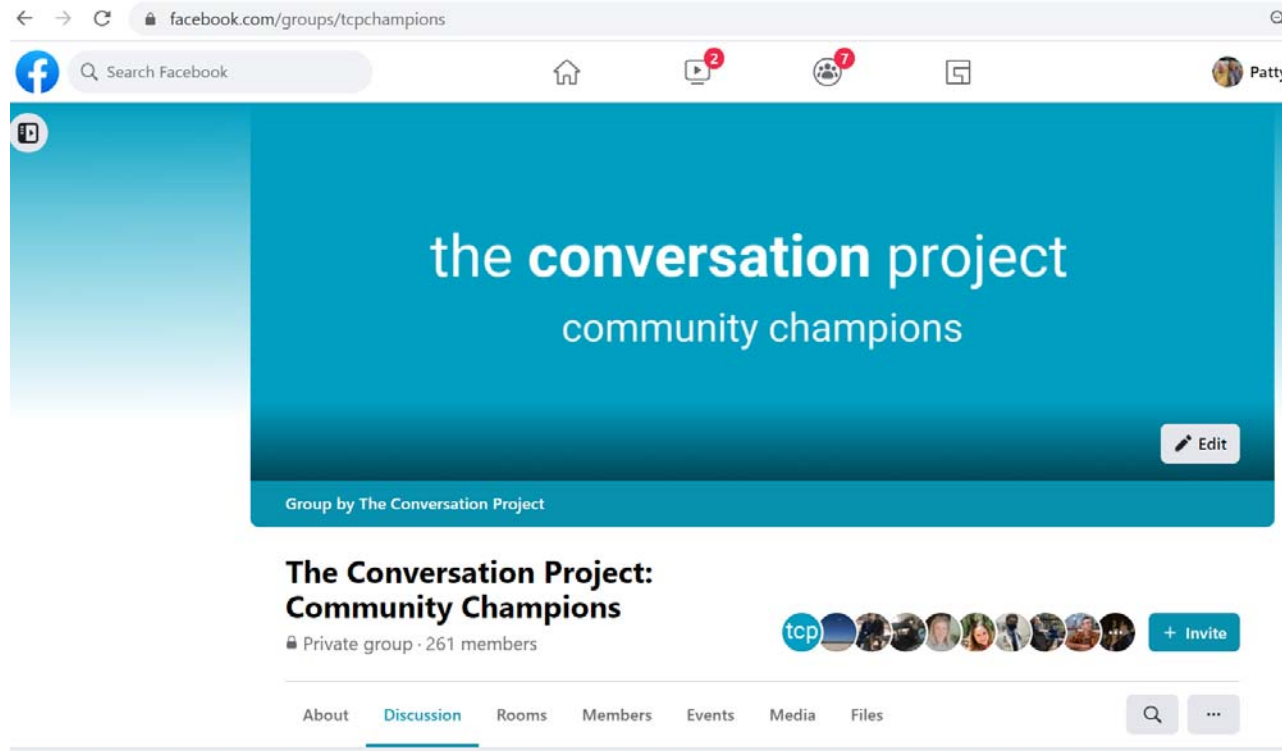 facebook.com/groups/tcpchampions
Search Facebook
2
7
Patty
the conversation project
community champions
Edit
Group by The Conversation Project
The Conversation Project:
Community Champions
Private group · 261 members
tcp
+ Invite
About Discussion Rooms Members Events Media Files